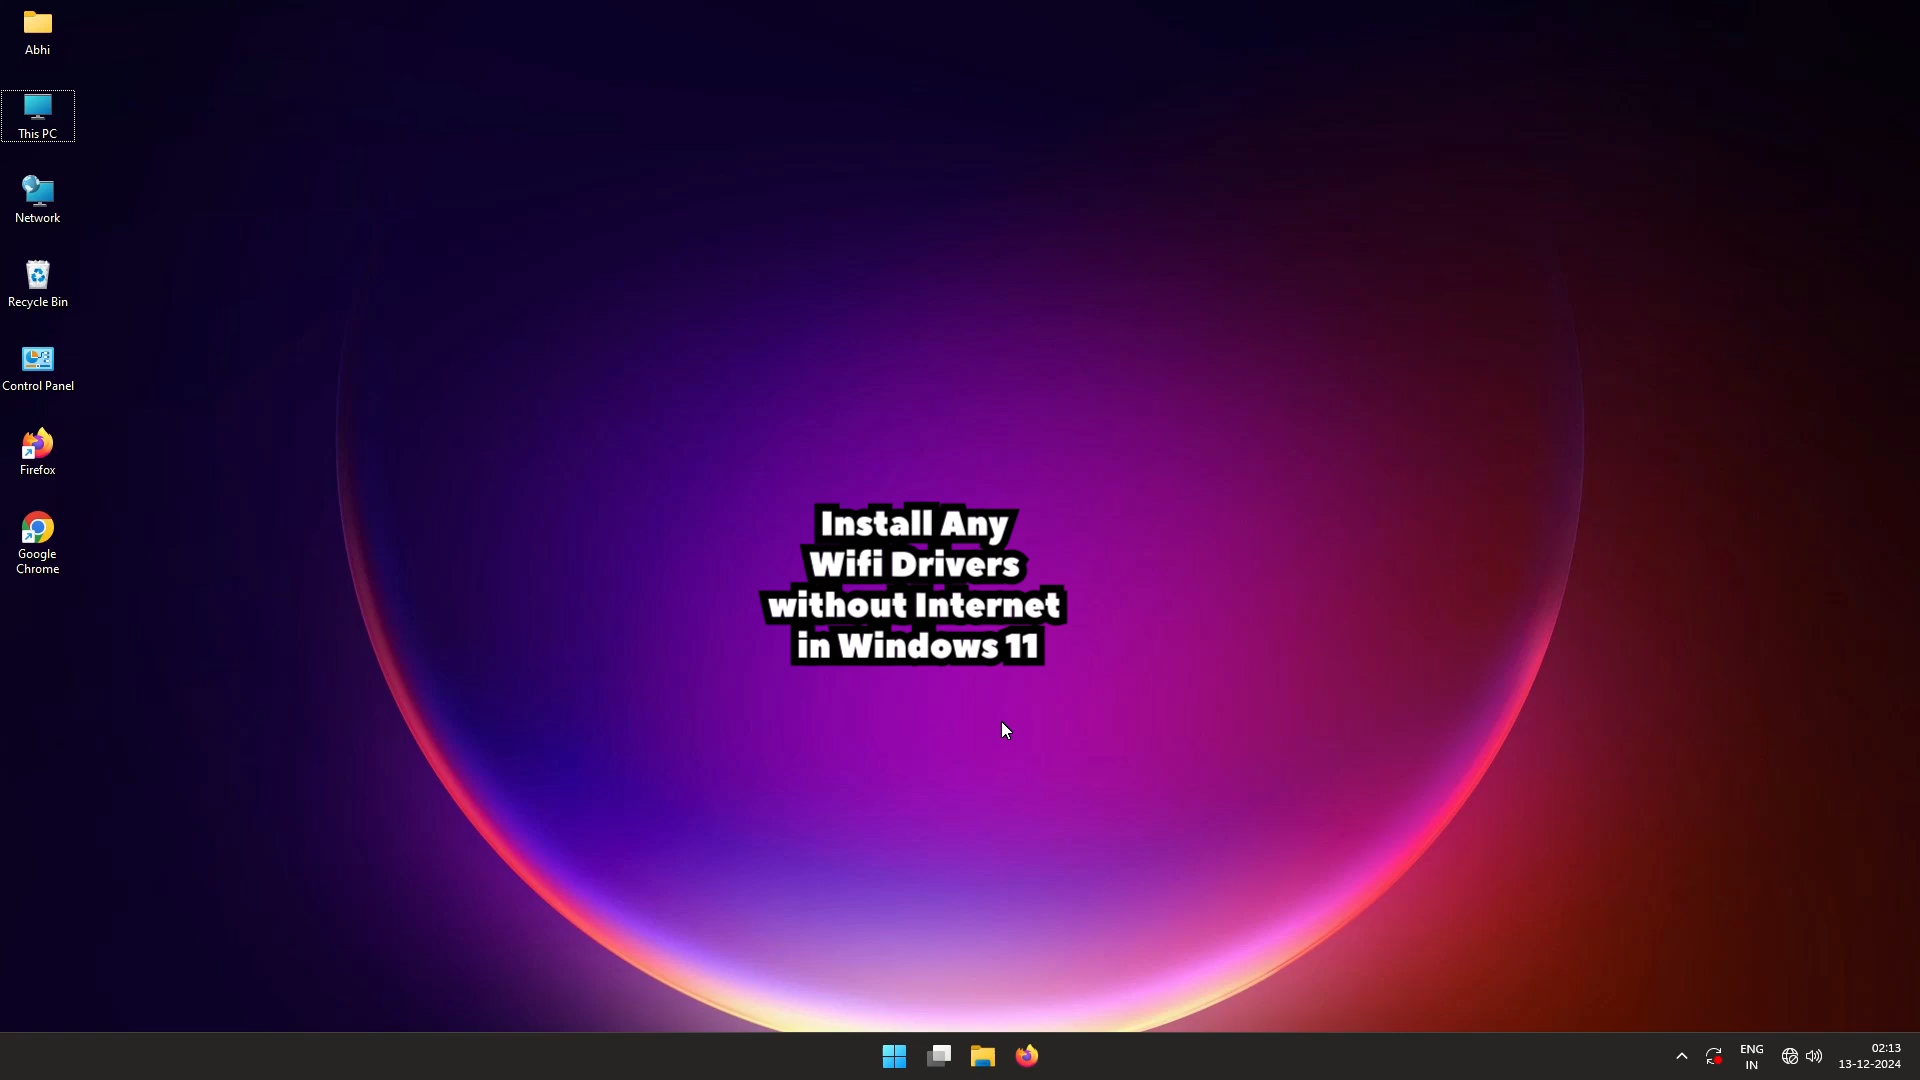 Abhi
This PC
Network
Recycle Bin
Control Panel
Firefox
Google
Chrome
Install Any
Wifi Drivers
without Internet
in Windows 11
ENG
IN
02:13
13-12-2024